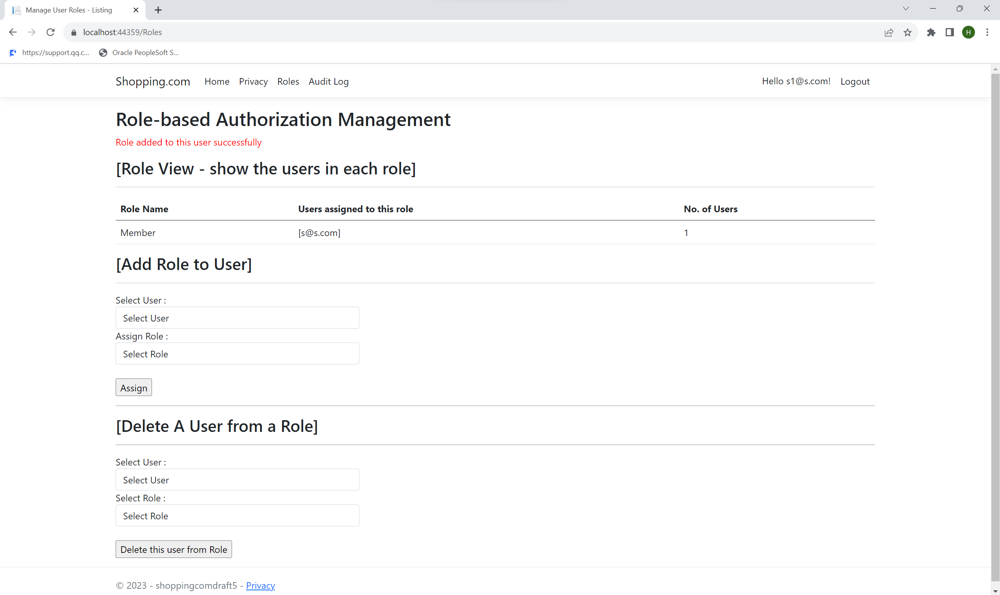 Manage User Roles - Listing
localhost:44359/Roles
H
https://support.qq.c...
Oracle PeopleSoft S...
Shopping.com Home Privacy Roles Audit Log Hello s1@s.com! Logout
Role-based Authorization Management
Role added to this user successfully
[Role View - show the users in each role]
Role Name Users assigned to this role No. of Users
Member [s@s.com] 1
[Add Role to User]
Select User :
Select User
Assign Role :
Select Role
Assign
[Delete A User from a Role]
Select User :
Select User
Select Role :
Select Role
Delete this user from Role
© 2023 - shoppingcomdraft5 - Privacy